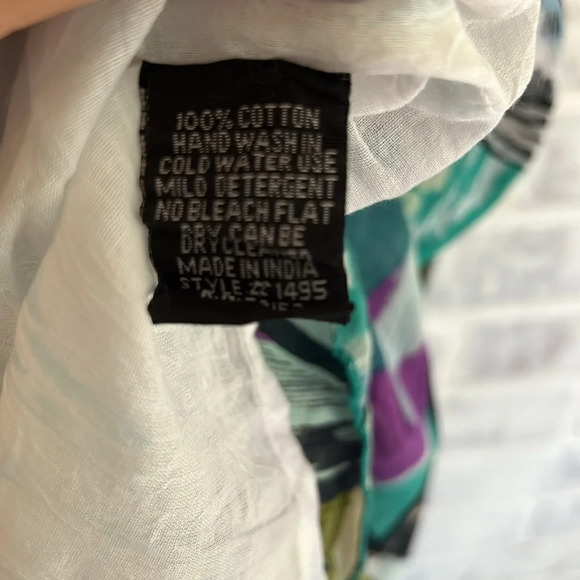 100% COTTON
HAND WASH IN
COLD WATER USE
MILD DETERGENT
NO BLEACH FLAT
DRY. CAN BE
DRYCLEANED
MADE IN INDIA
STYLE # 1495